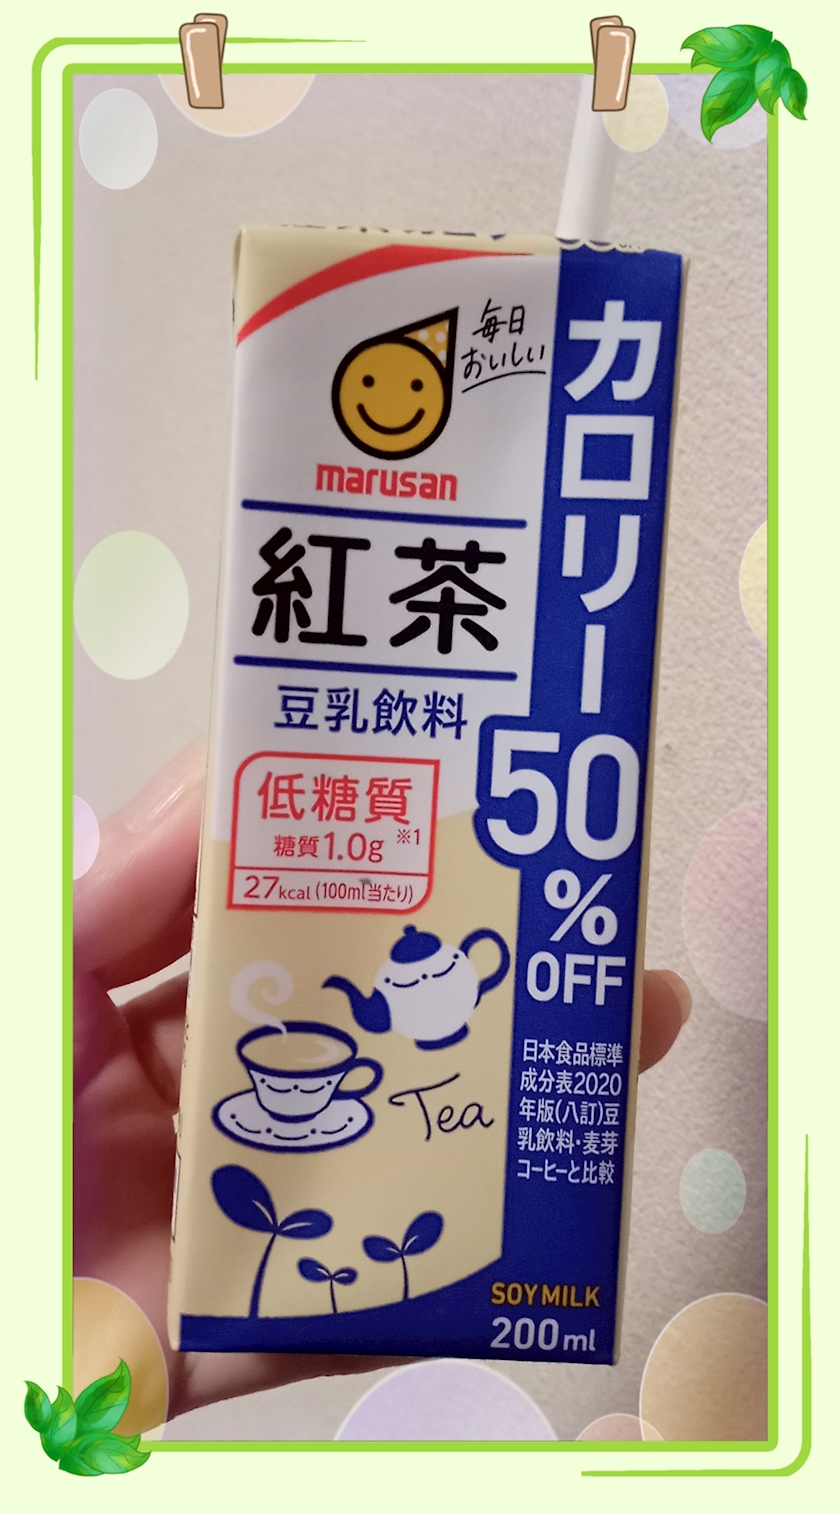 毎日
おいしい
marusan
紅茶
豆乳飲料
低糖質
糖質1.0g ※1
27kcal (100ml当たり)
Tea
カロリー
50
%
OFF
日本食品標準
成分表2020
年版(八訂)豆
乳飲料・麦芽
コーヒーと比較
SOYMILK
200ml